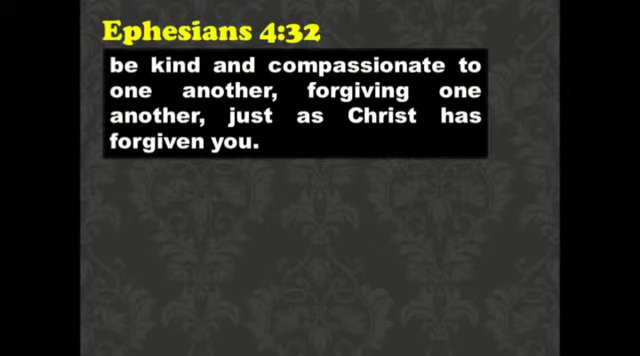 Ephesians 4:32
be kind and compassionate to
one another, forgiving one
another, just as Christ has
forgiven you.